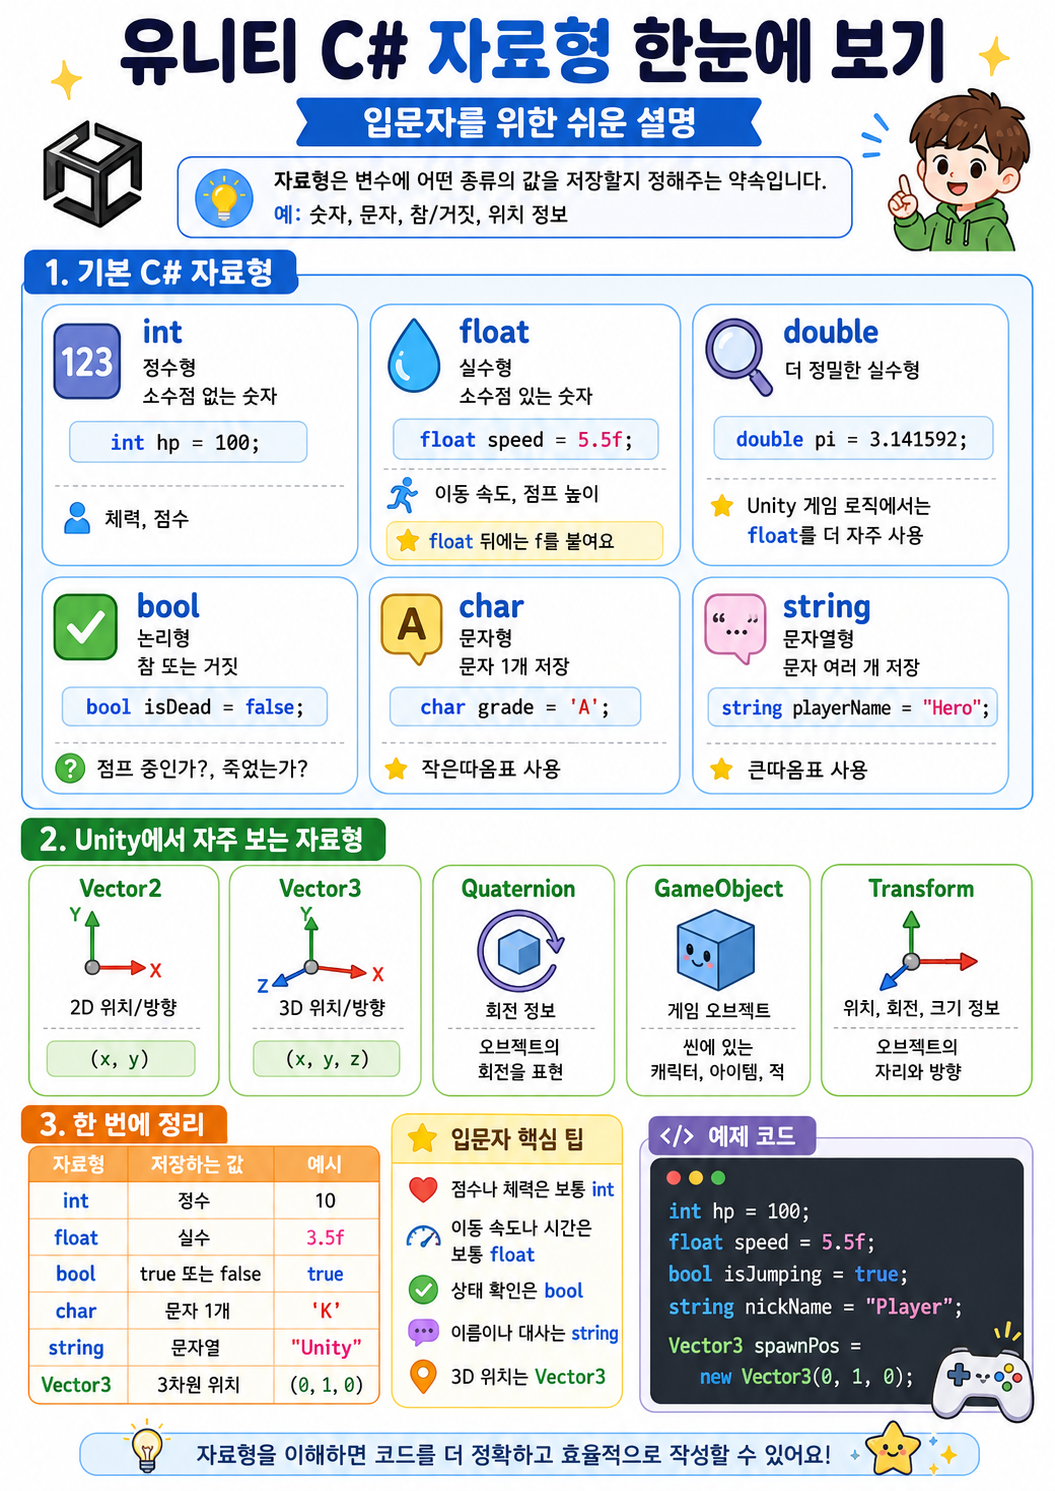 유니티 C# 자료형 한눈에 보기
입문자를 위한 쉬운 설명
자료형은 변수에 어떤 종류의 값을 저장할지 정해주는 약속입니다.
예: 숫자, 문자, 참/거짓, 위치 정보
1. 기본 C# 자료형
123
int
정수형
소수점 없는 숫자
int hp = 100;
체력, 점수
float
실수형
소수점 있는 숫자
float speed = 5.5f;
이동 속도, 점프 높이
float 뒤에는 f를 붙여요
double
더 정밀한 실수형
double pi = 3.141592;
Unity 게임 로직에서는
float를 더 자주 사용
bool
논리형
참 또는 거짓
bool isDead = false;
?
점프 중인가?, 죽었는가?
A
char
문자형
문자 1개 저장
char grade = 'A';
작은따옴표 사용
“...”
string
문자열형
문자 여러 개 저장
string playerName = "Hero";
큰따옴표 사용
2. Unity에서 자주 보는 자료형
Vector2
Y
X
2D 위치/방향
(x, y)
Vector3
Y
Z
X
3D 위치/방향
(x, y, z)
Quaternion
회전 정보
오브젝트의
회전을 표현
GameObject
게임 오브젝트
씬에 있는
캐릭터, 아이템, 적
Transform
위치, 회전, 크기 정보
오브젝트의
자리와 방향
3. 한 번에 정리
자료형 저장하는 값 예시
int 정수 10
float 실수 3.5f
bool true 또는 false true
char 문자 1개 ‘K’
string 문자열 "Unity"
Vector3 3차원 위치 (0, 1, 0)
입문자 핵심 팁
점수나 체력은 보통 int
이동 속도나 시간은
보통 float
상태 확인은 bool
이름이나 대사는 string
3D 위치는 Vector3
</> 예제 코드
int hp = 100;
float speed = 5.5f;
bool isJumping = true;
string nickName = "Player";
Vector3 spawnPos =
new Vector3(0, 1, 0);
자료형을 이해하면 코드를 더 정확하고 효율적으로 작성할 수 있어요!